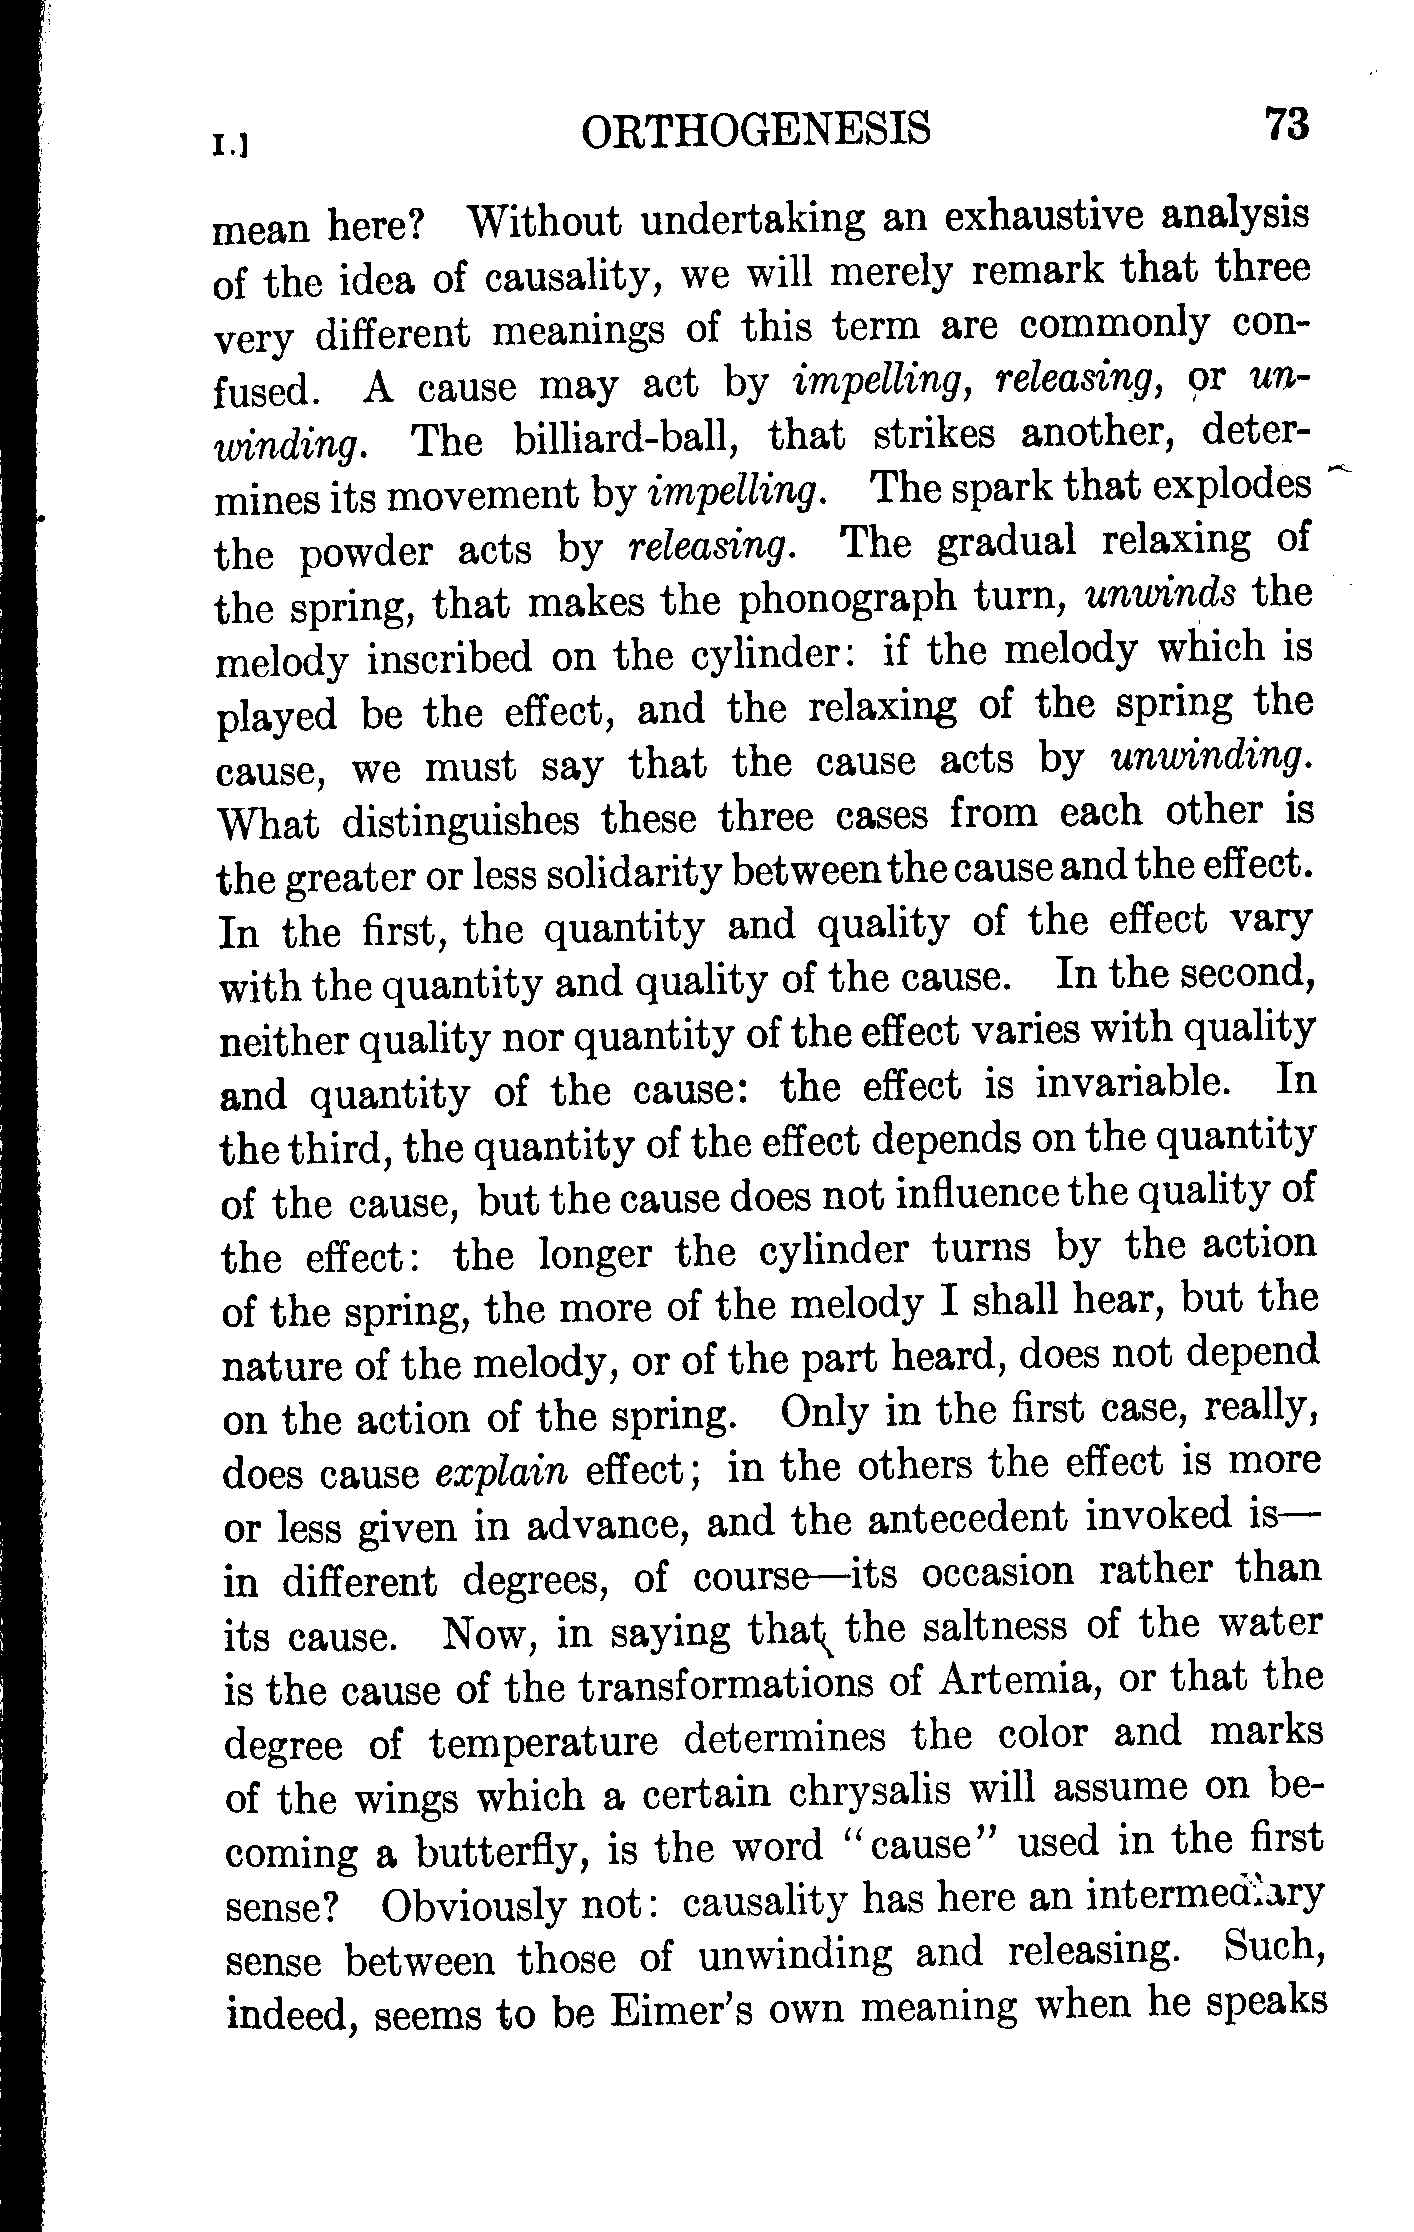 I.] ORTHOGENESIS 73
mean here? Without undertaking an exhaustive analysis
of the idea of causality, we will merely remark that three
very different meanings of this term are commonly con-
fused. A cause may act by impelling, releasing, or un-
winding. The billiard-ball, that strikes another, deter-
mines its movement by impelling. The spark that explodes
the powder acts by releasing. The gradual relaxing of
the spring, that makes the phonograph turn, unwinds the
melody inscribed on the cylinder: if the melody which is
played be the effect, and the relaxing of the spring the
cause, we must say that the cause acts by unwinding.
What distinguishes these three cases from each other is
the greater or less solidarity between the cause and the effect.
In the first, the quantity and quality of the effect vary
with the quantity and quality of the cause. In the second,
neither quality nor quantity of the effect varies with quality
and quantity of the cause: the effect is invariable. In
the third, the quantity of the effect depends on the quantity
of the cause, but the cause does not influence the quality of
the effect: the longer the cylinder turns by the action
of the spring, the more of the melody I shall hear, but the
nature of the melody, or of the part heard, does not depend
on the action of the spring. Only in the first case, really,
does cause explain effect; in the others the effect is more
or less given in advance, and the antecedent invoked is—
in different degrees, of course—its occasion rather than
its cause. Now, in saying that the saltness of the water
is the cause of the transformations of Artemia, or that the
degree of temperature determines the color and marks
of the wings which a certain chrysalis will assume on be-
coming a butterfly, is the word "cause" used in the first
sense? Obviously not: causality has here an intermediary
sense between those of unwinding and releasing. Such,
indeed, seems to be Eimer's own meaning when he speaks